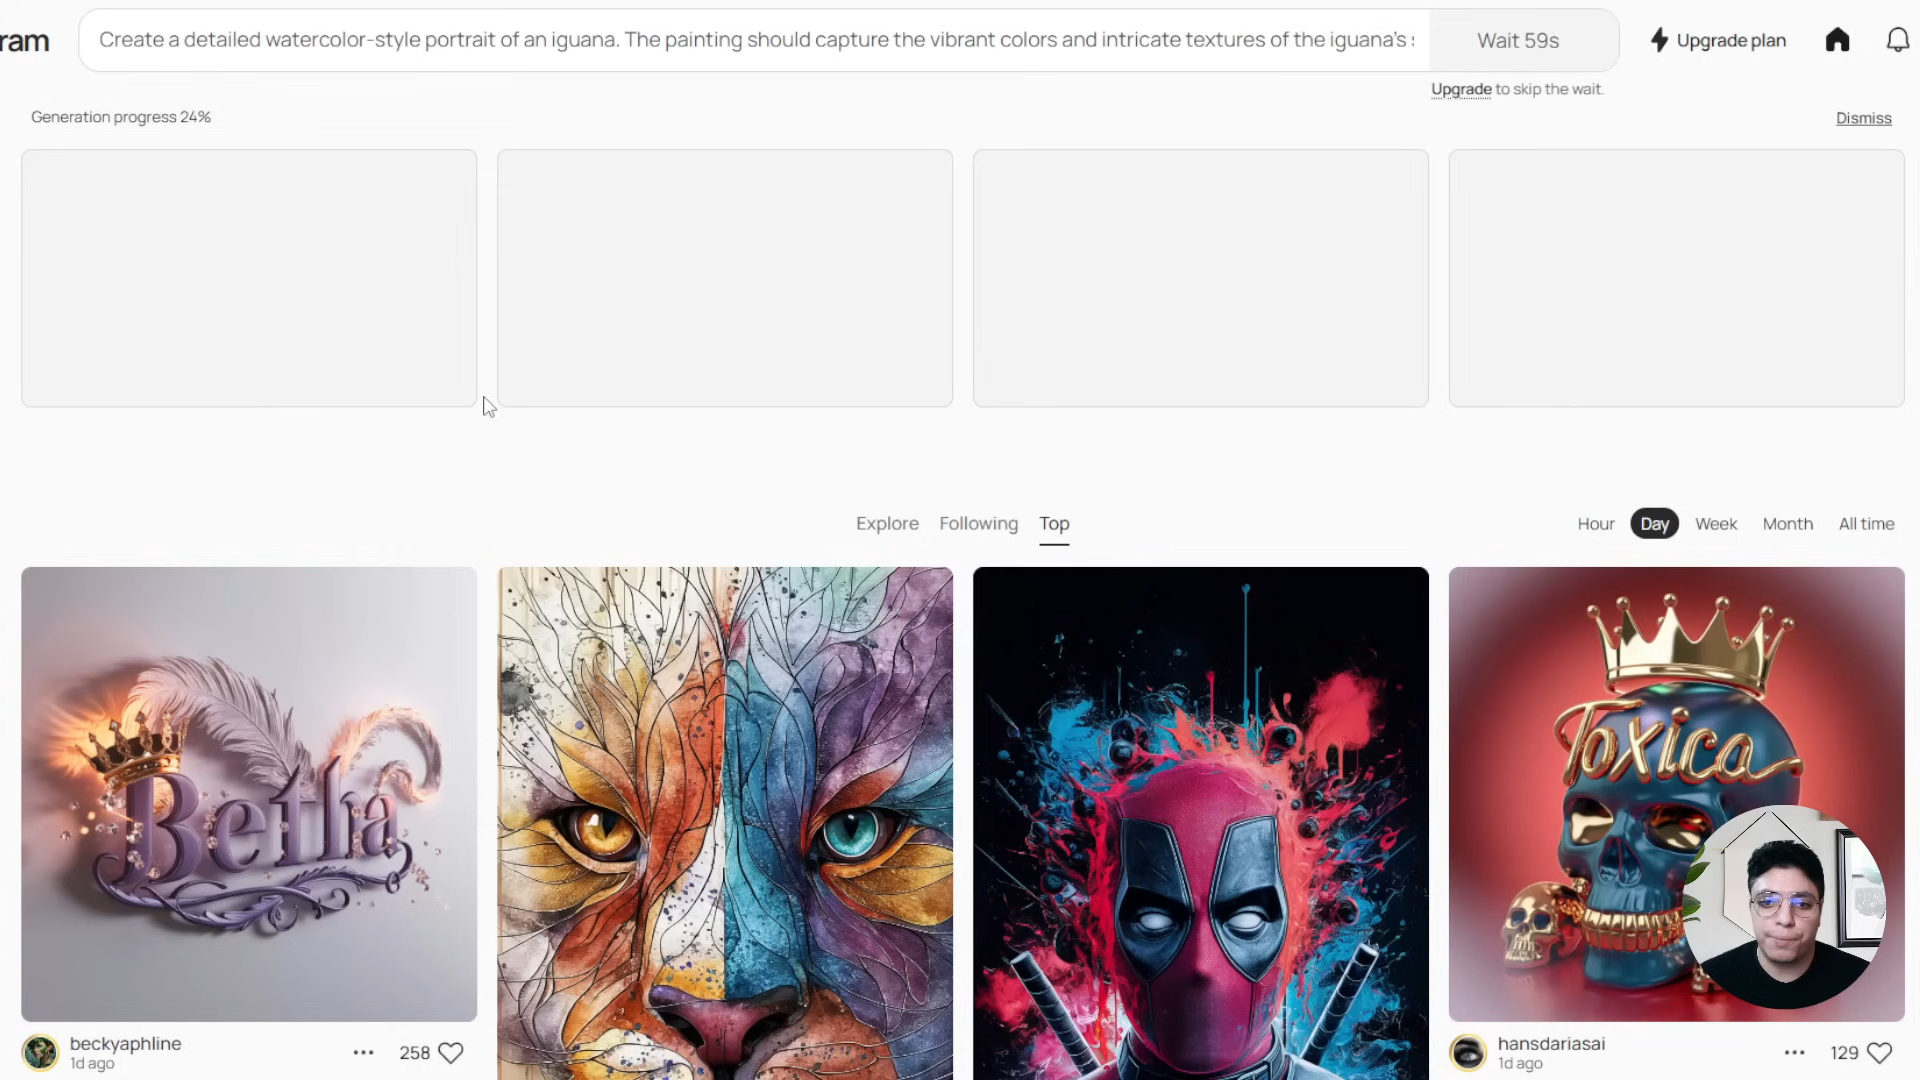 ram
Create a detailed watercolor-style portrait of an iguana. The painting should capture the vibrant colors and intricate textures of the iguana's
Wait 59s
Upgrade plan
Upgrade to skip the wait.
Generation progress 24%
Dismiss
Explore Following Top
Hour Day Week Month All time
Betha
Toxica
beckyaphline
1d ago
258
hansdariasai
1d ago
129